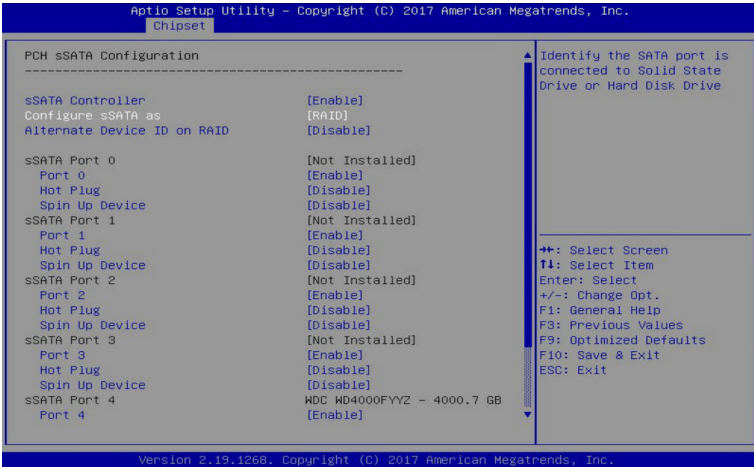 Aptio Setup Utility – Copyright (C) 2017 American Megatrends, Inc.
Chipset
PCH sSATA Configuration
--------------------------------------------------
sSATA Controller [Enable]
Configure sSATA as [RAID]
Alternate Device ID on RAID [Disable]
sSATA Port 0 [Not Installed]
Port 0 [Enable]
Hot Plug [Disable]
Spin Up Device [Disable]
sSATA Port 1 [Not Installed]
Port 1 [Enable]
Hot Plug [Disable]
Spin Up Device [Disable]
sSATA Port 2 [Not Installed]
Port 2 [Enable]
Hot Plug [Disable]
Spin Up Device [Disable]
sSATA Port 3 [Not Installed]
Port 3 [Enable]
Hot Plug [Disable]
Spin Up Device [Disable]
sSATA Port 4 WDC WD4000FYYZ – 4000.7 GB
Port 4 [Enable]
Identify the SATA port is
connected to Solid State
Drive or Hard Disk Drive
→←: Select Screen
↑↓: Select Item
Enter: Select
+/-: Change Opt.
F1: General Help
F3: Previous Values
F9: Optimized Defaults
F10: Save & Exit
ESC: Exit
Version 2.19.1268. Copyright (C) 2017 American Megatrends, Inc.